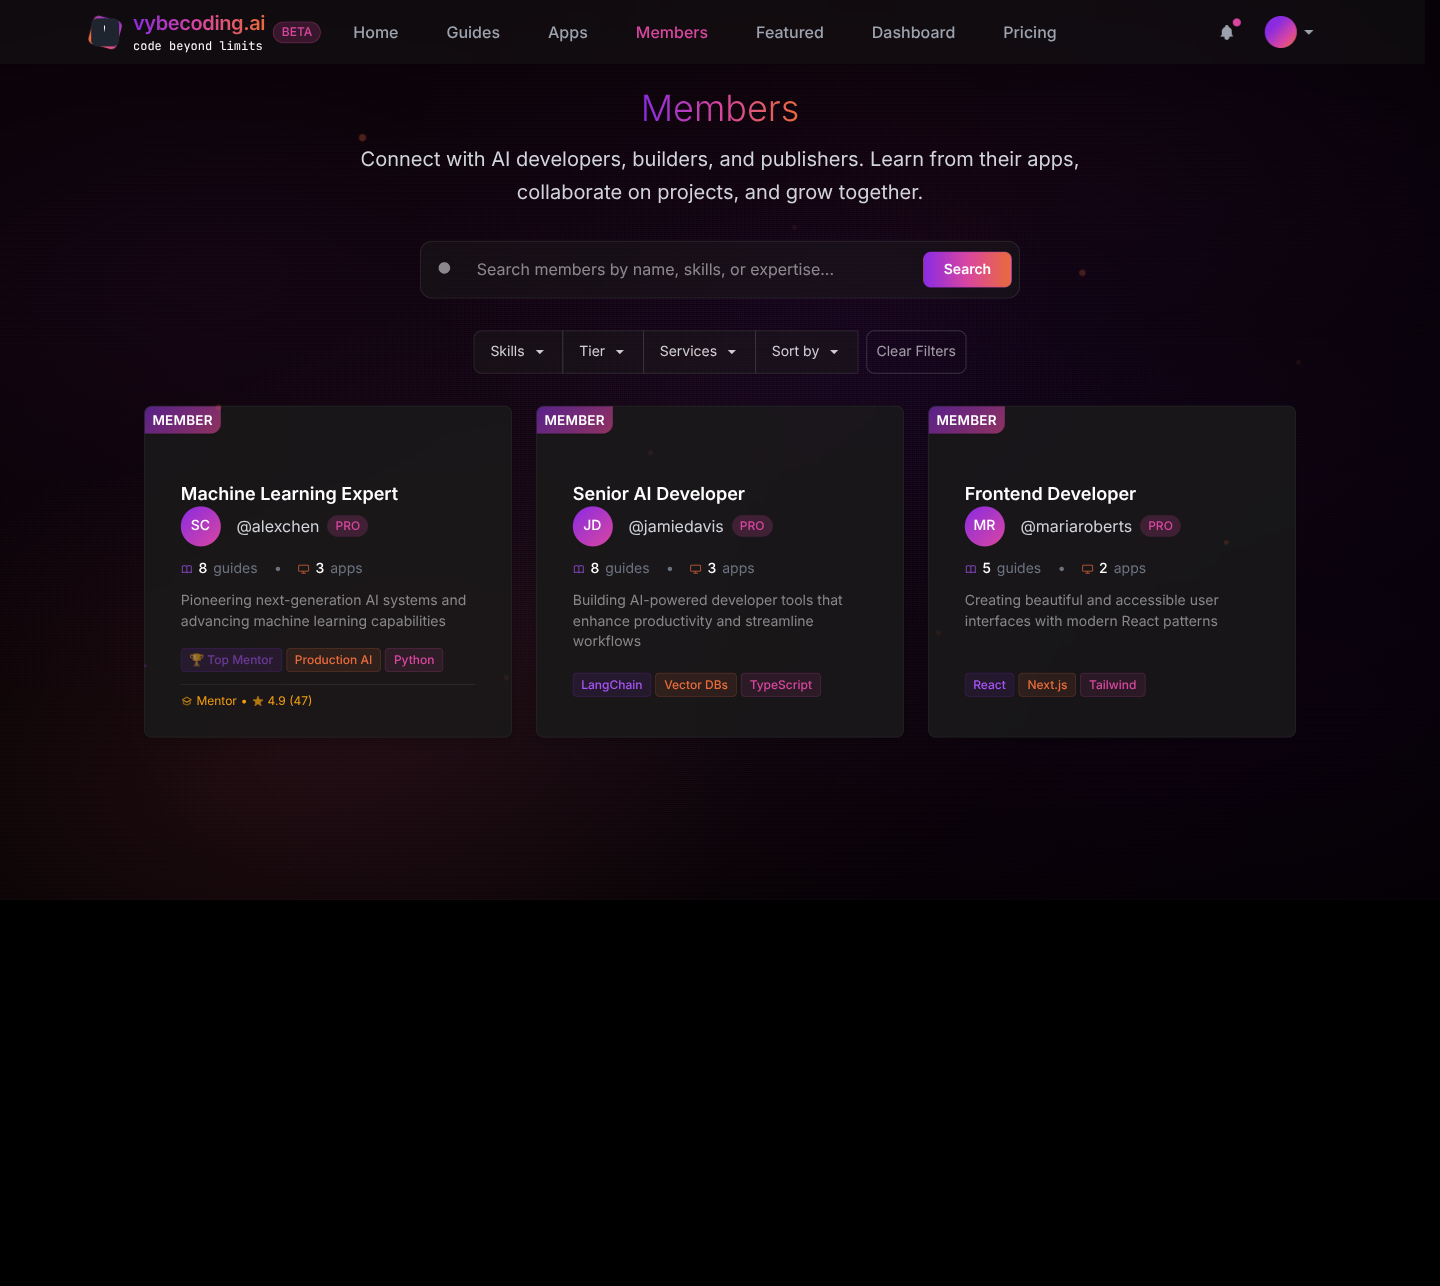 vybecoding.ai
code beyond limits
BETA
Home
Guides
Apps
Members
Featured
Dashboard
Pricing
Members
Connect with AI developers, builders, and publishers. Learn from their apps,
collaborate on projects, and grow together.
Search members by name, skills, or expertise...
Search
Skills
Tier
Services
Sort by
Clear Filters
MEMBER
Machine Learning Expert
SC
@alexchen
PRO
8 guides • 3 apps
Pioneering next-generation AI systems and
advancing machine learning capabilities
🏆 Top Mentor
Production AI
Python
Mentor • ★ 4.9 (47)
MEMBER
Senior AI Developer
JD
@jamiedavis
PRO
8 guides • 3 apps
Building AI-powered developer tools that
enhance productivity and streamline
workflows
LangChain
Vector DBs
TypeScript
MEMBER
Frontend Developer
MR
@mariaroberts
PRO
5 guides • 2 apps
Creating beautiful and accessible user
interfaces with modern React patterns
React
Next.js
Tailwind